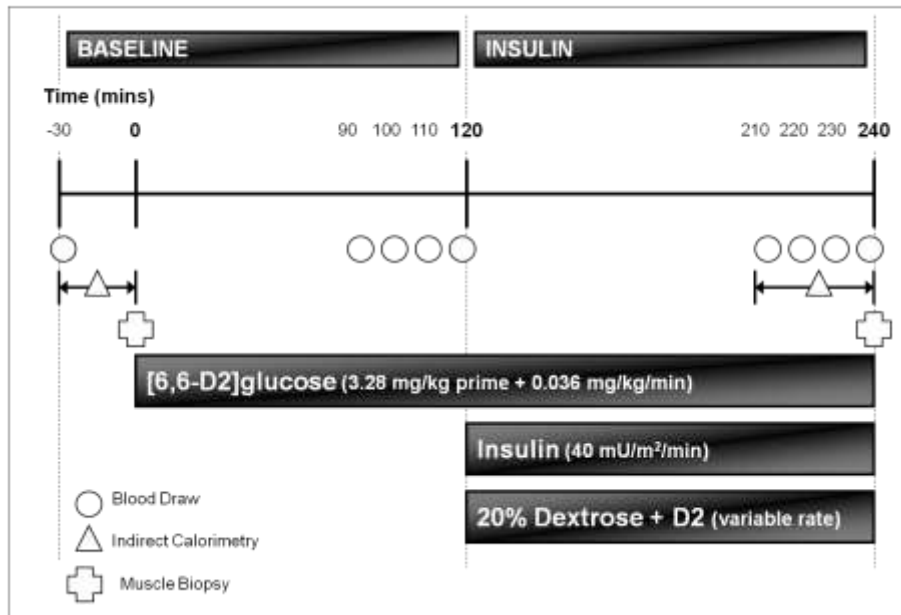 BASELINE INSULIN
Time (mins)
-30 0 90 100 110 120 210 220 230 240
[6,6-D2]glucose (3.28 mg/kg prime + 0.036 mg/kg/min)
Insulin (40 mU/m²/min)
20% Dextrose + D2 (variable rate)
Blood Draw
Indirect Calorimetry
Muscle Biopsy